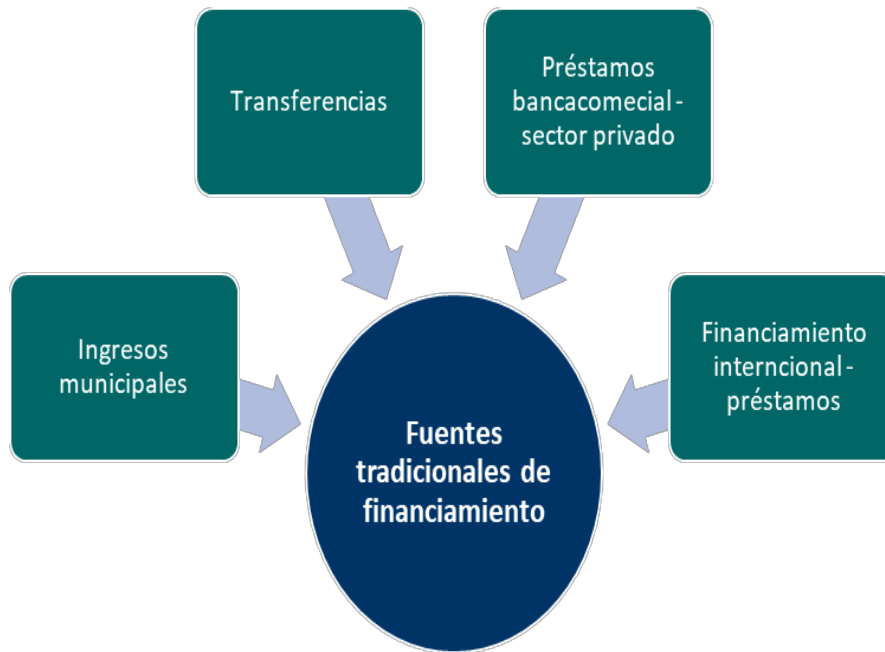 Transferencias
Préstamos
bancacomecial -
sector privado
Ingresos
municipales
Financiamiento
interncional -
préstamos
Fuentes
tradicionales de
financiamiento